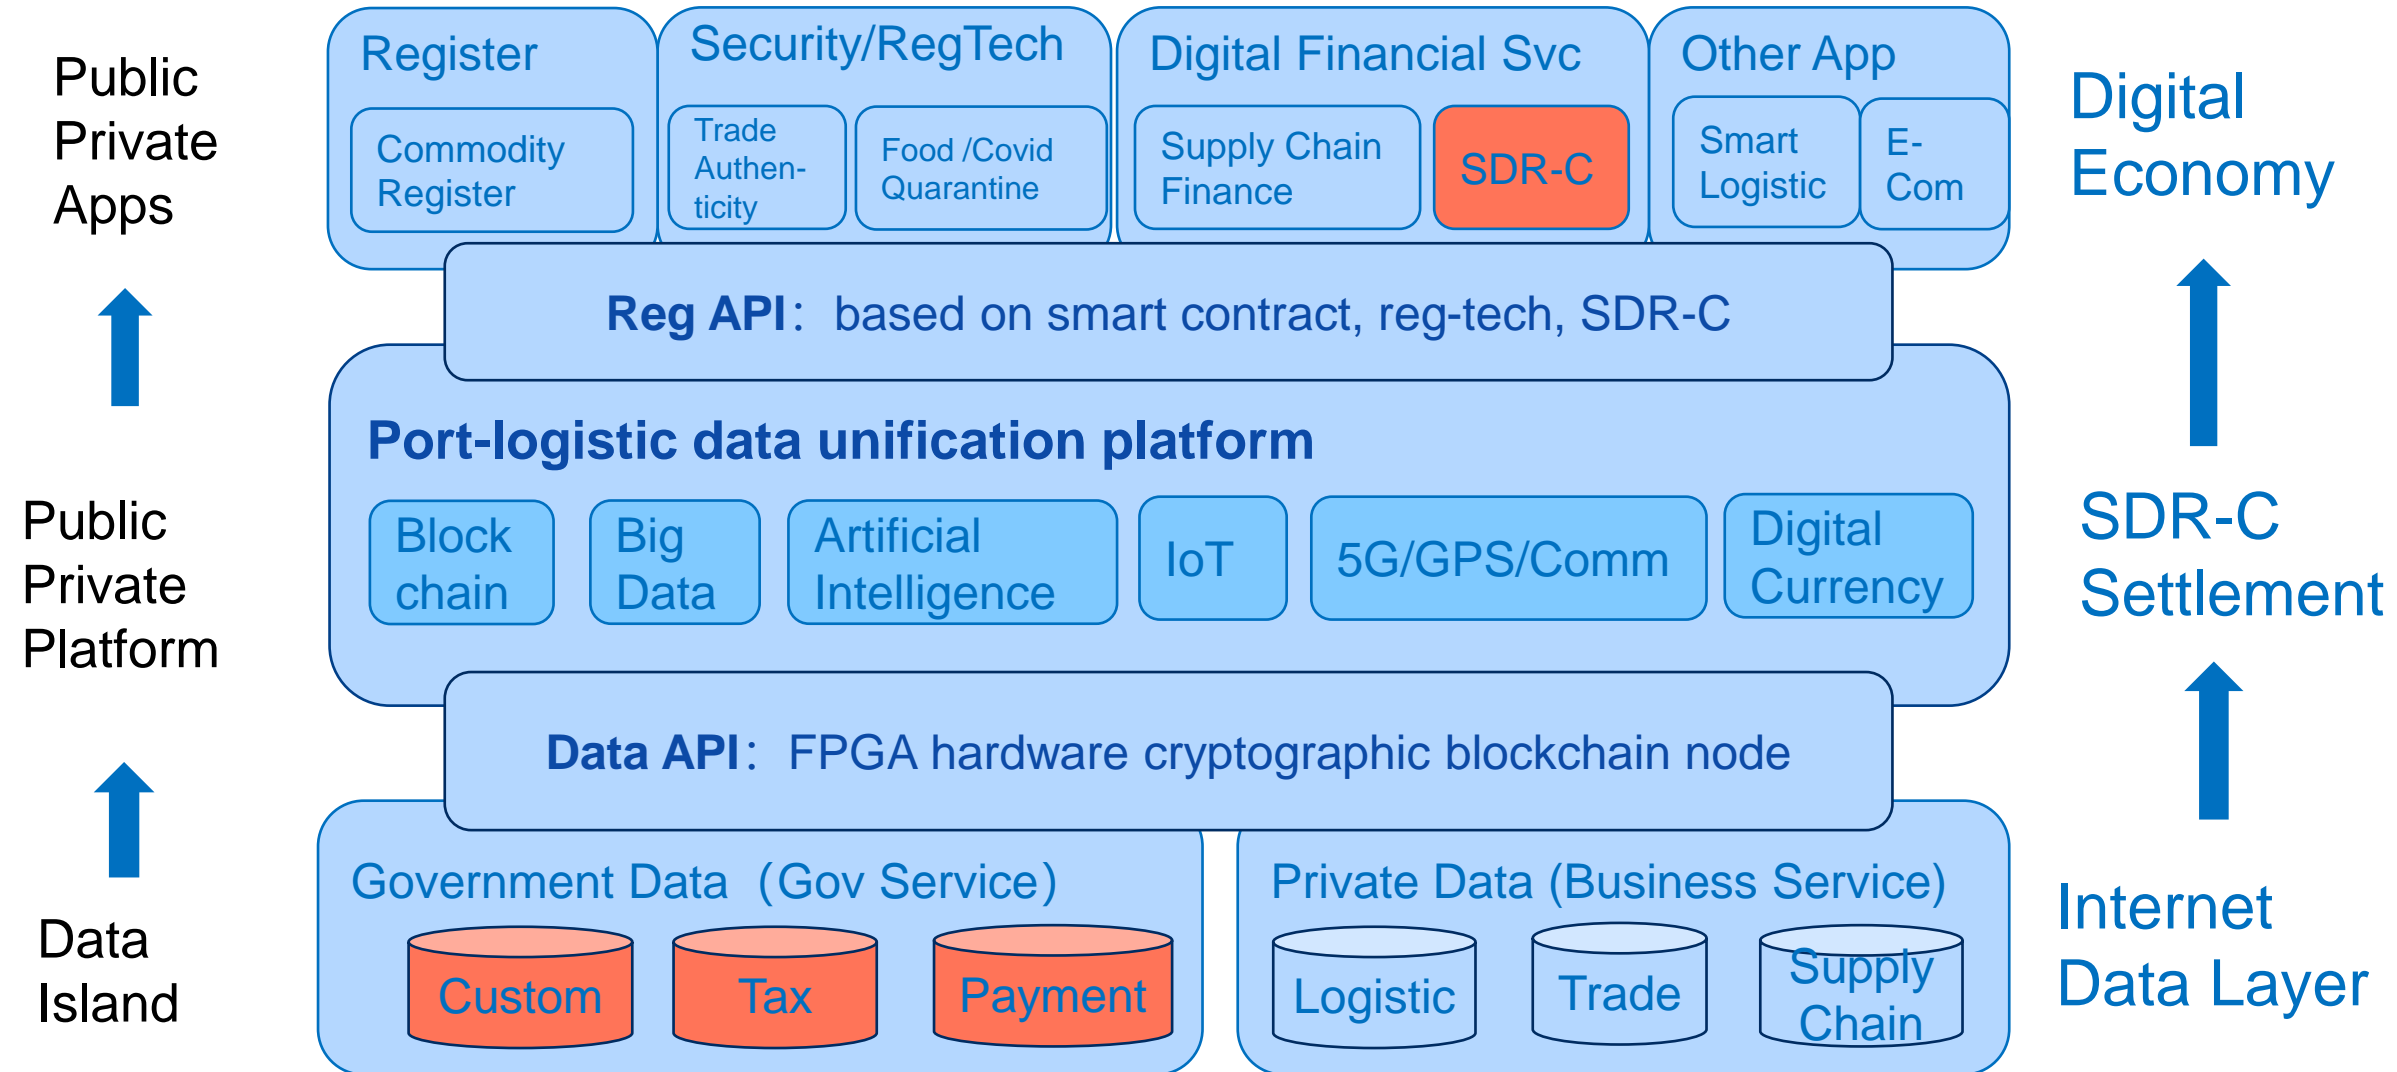 Public
Private
Apps
Register
Commodity
Register
Security/RegTech
Trade
Authen-
ticity
Food /Covid
Quarantine
Digital Financial Svc
Supply Chain
Finance
SDR-C
Other App
Smart
Logistic
E-
Com
Digital
Economy
Reg API： based on smart contract, reg-tech, SDR-C
Public
Private
Platform
Port-logistic data unification platform
Block
chain
Big
Data
Artificial
Intelligence
IoT
5G/GPS/Comm
Digital
Currency
SDR-C
Settlement
Data API： FPGA hardware cryptographic blockchain node
Data
Island
Government Data （Gov Service）
Custom
Tax
Payment
Private Data (Business Service)
Logistic
Trade
Supply
Chain
Internet
Data Layer